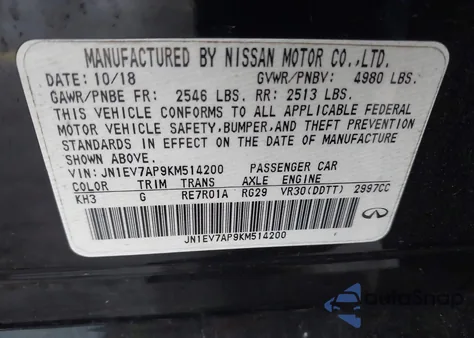 MANUFACTURED BY NISSAN MOTOR CO.,LTD.
DATE: 10/18 GVWR/PNBV: 4980 LBS.
GAWR/PNBE FR: 2546 LBS. RR: 2513 LBS.
THIS VEHICLE CONFORMS TO ALL APPLICABLE FEDERAL
MOTOR VEHICLE SAFETY, BUMPER, AND THEFT PREVENTION
STANDARDS IN EFFECT ON THE DATE OF MANUFACTURE
SHOWN ABOVE.
VIN: JN1EV7AP9KM514200 PASSENGER CAR
COLOR TRIM TRANS AXLE ENGINE
KH3 G RE7R01A RG29 VR30(DDTT) 2997CC
JN1EV7AP9KM514200
AutoSnap